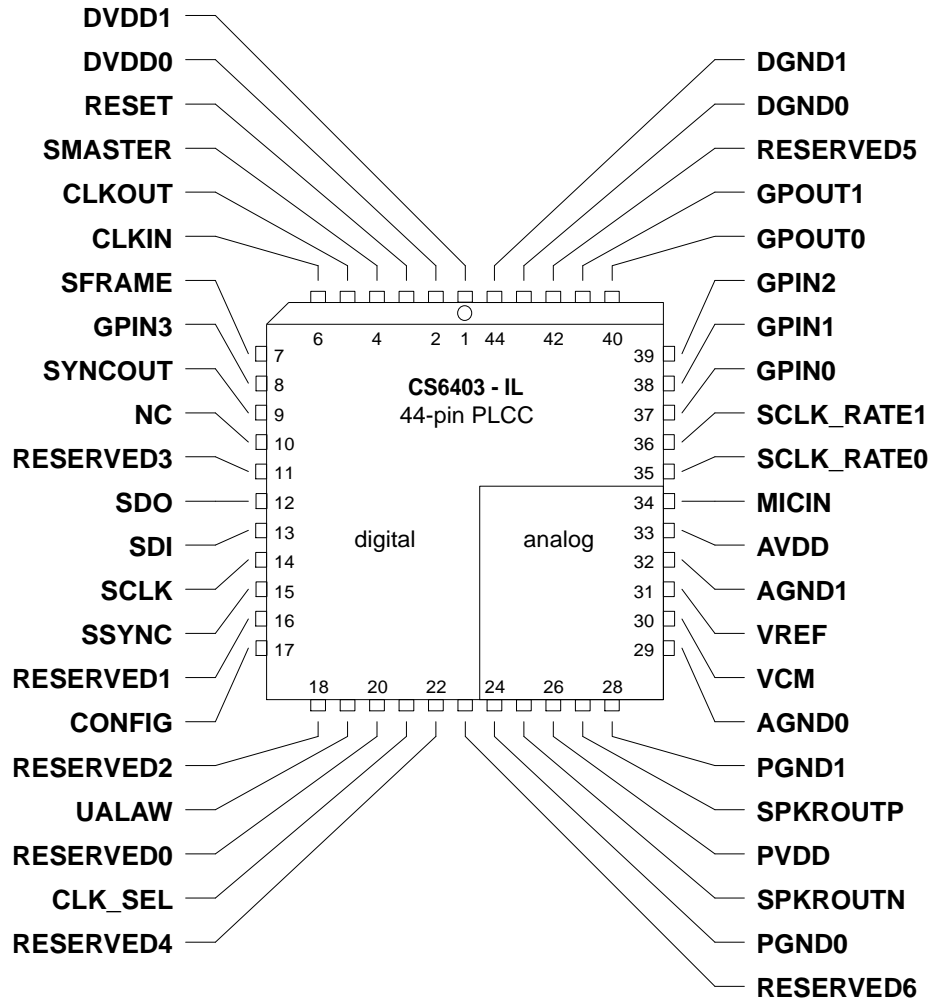 DVDD1
DVDD0
RESET
SMASTER
CLKOUT
CLKIN
SFRAME
GPIN3
SYNCOUT
NC
RESERVED3
SDO
SDI
SCLK
SSYNC
RESERVED1
CONFIG
RESERVED2
UALAW
RESERVED0
CLK_SEL
RESERVED4
DGND1
DGND0
RESERVED5
GPOUT1
GPOUT0
GPIN2
GPIN1
GPIN0
SCLK_RATE1
SCLK_RATE0
MICIN
AVDD
AGND1
VREF
VCM
AGND0
PGND1
SPKROUTP
PVDD
SPKROUTN
PGND0
RESERVED6
6 4 2 1 44 42 40
7
8
9
10
11
12
13
14
15
16
17
CS6403 - IL
44-pin PLCC
digital
analog
39
38
37
36
35
34
33
32
31
30
29
18 20 22 24 26 28